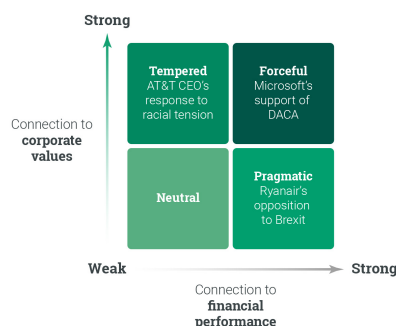 Strong
Tempered
AT&T CEO's
response to
racial tension
Forceful
Microsoft's
support of
DACA
Connection to
corporate
values
Neutral
Pragmatic
Ryanair's
opposition
to Brexit
Weak
Strong
Connection to
financial
performance